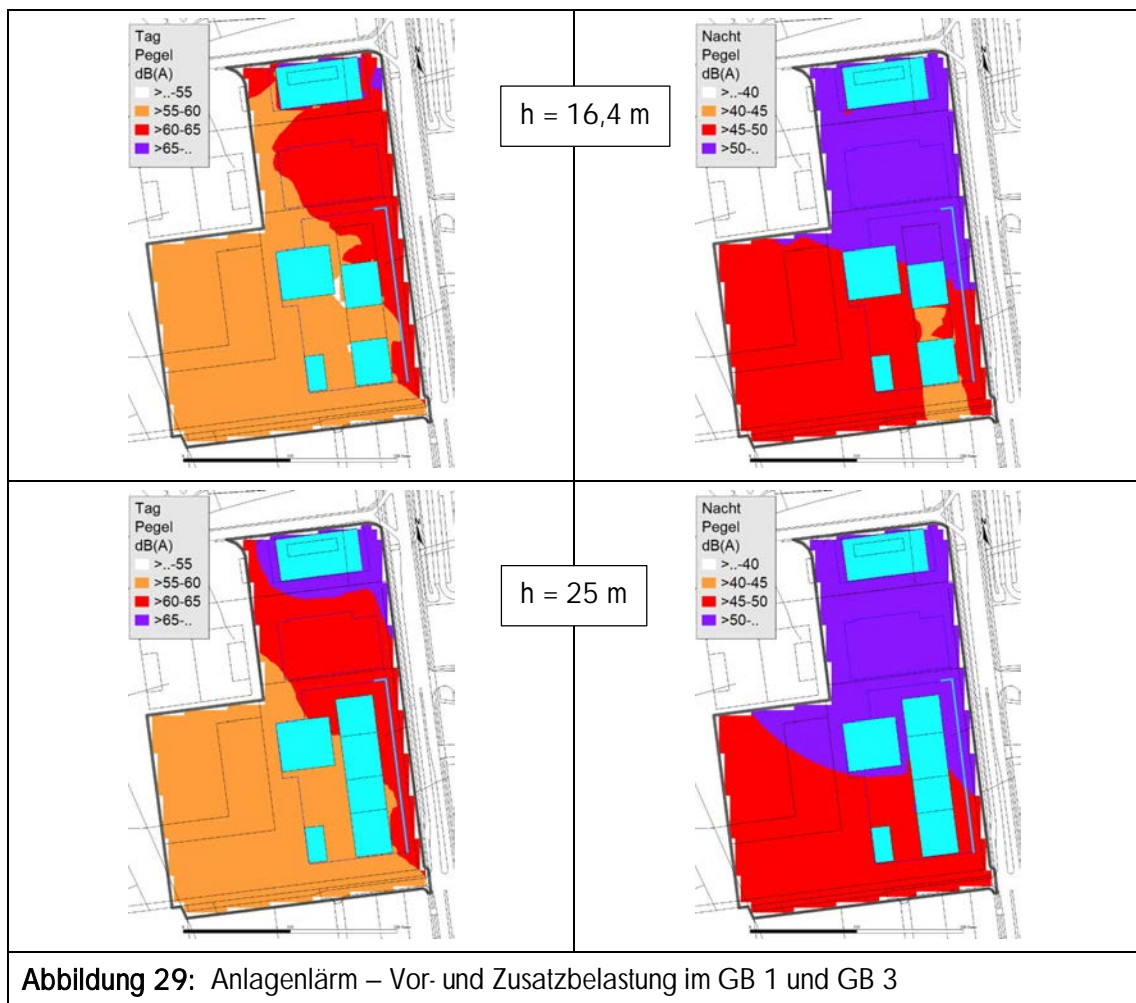 Tag
Pegel
dB(A)
>..-55
>55-60
>60-65
>65-..
Nacht
Pegel
dB(A)
>..-40
>40-45
>45-50
>50-..
h = 16,4 m
Tag
Pegel
dB(A)
>..-55
>55-60
>60-65
>65-..
Nacht
Pegel
dB(A)
>..-40
>40-45
>45-50
>50-..
h = 25 m
Abbildung 29: Anlagenlärm – Vor- und Zusatzbelastung im GB 1 und GB 3